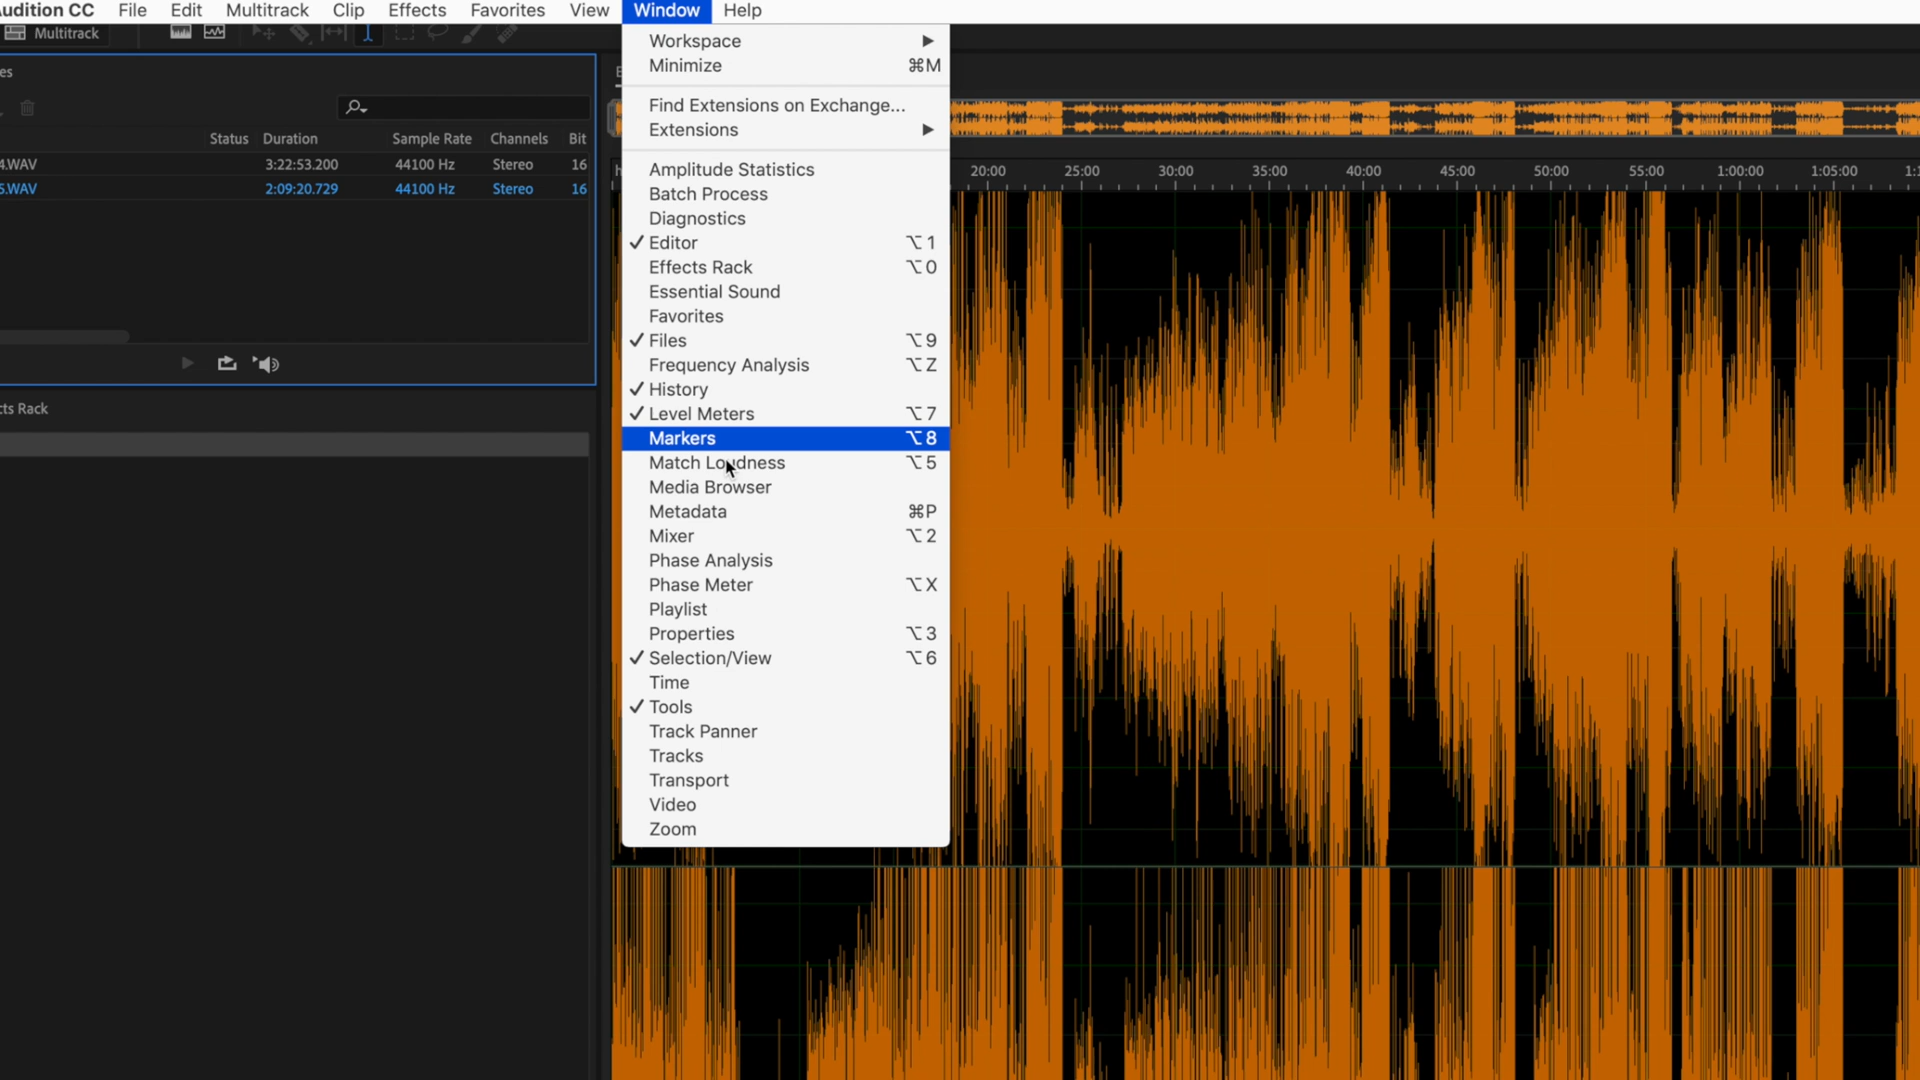 Audition CC File Edit Multitrack Clip Effects Favorites View Window Help
Multitrack
es
Status Duration Sample Rate Channels Bit
4.WAV 3:22:53.200 44100 Hz Stereo 16
5.WAV 2:09:20.729 44100 Hz Stereo 16
cts Rack
Workspace ▶
Minimize ⌘M
Find Extensions on Exchange...
Extensions ▶
Amplitude Statistics
Batch Process
Diagnostics
✓ Editor ⌥1
Effects Rack ⌥0
Essential Sound
Favorites
✓ Files ⌥9
Frequency Analysis ⌥Z
✓ History
✓ Level Meters ⌥7
Markers ⌥8
Match Loudness ⌥5
Media Browser
Metadata ⌘P
Mixer ⌥2
Phase Analysis
Phase Meter ⌥X
Playlist
Properties ⌥3
✓ Selection/View ⌥6
Time
✓ Tools
Track Panner
Tracks
Transport
Video
Zoom
20:00 25:00 30:00 35:00 40:00 45:00 50:00 55:00 1:00:00 1:05:00